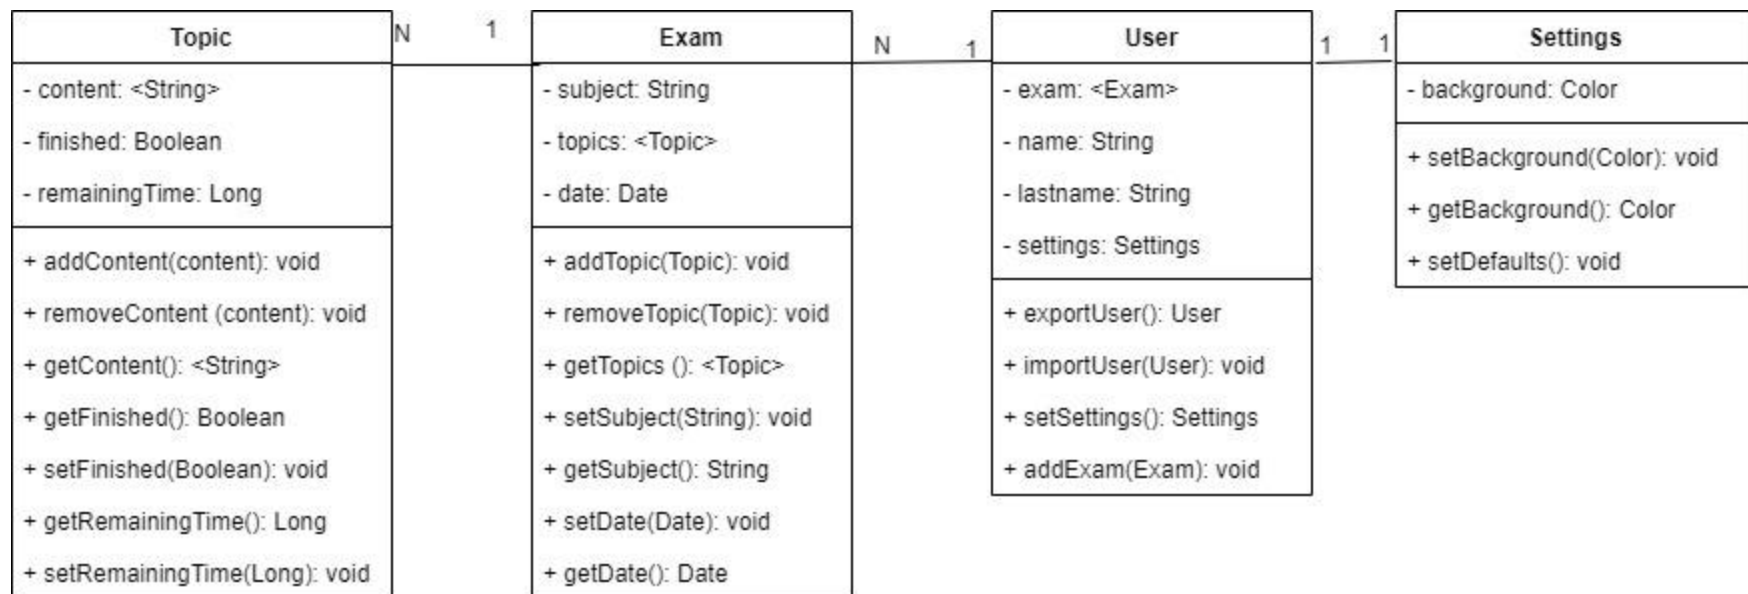 Topic
- content: <String>
- finished: Boolean
- remainingTime: Long
+ addContent(content): void
+ removeContent (content): void
+ getContent(): <String>
+ getFinished(): Boolean
+ setFinished(Boolean): void
+ getRemainingTime(): Long
+ setRemainingTime(Long): void
N 1
Exam
- subject: String
- topics: <Topic>
- date: Date
+ addTopic(Topic): void
+ removeTopic(Topic): void
+ getTopics (): <Topic>
+ setSubject(String): void
+ getSubject(): String
+ setDate(Date): void
+ getDate(): Date
N 1
User
- exam: <Exam>
- name: String
- lastname: String
- settings: Settings
+ exportUser(): User
+ importUser(User): void
+ setSettings(): Settings
+ addExam(Exam): void
1 1
Settings
- background: Color
+ setBackground(Color): void
+ getBackground(): Color
+ setDefaults(): void